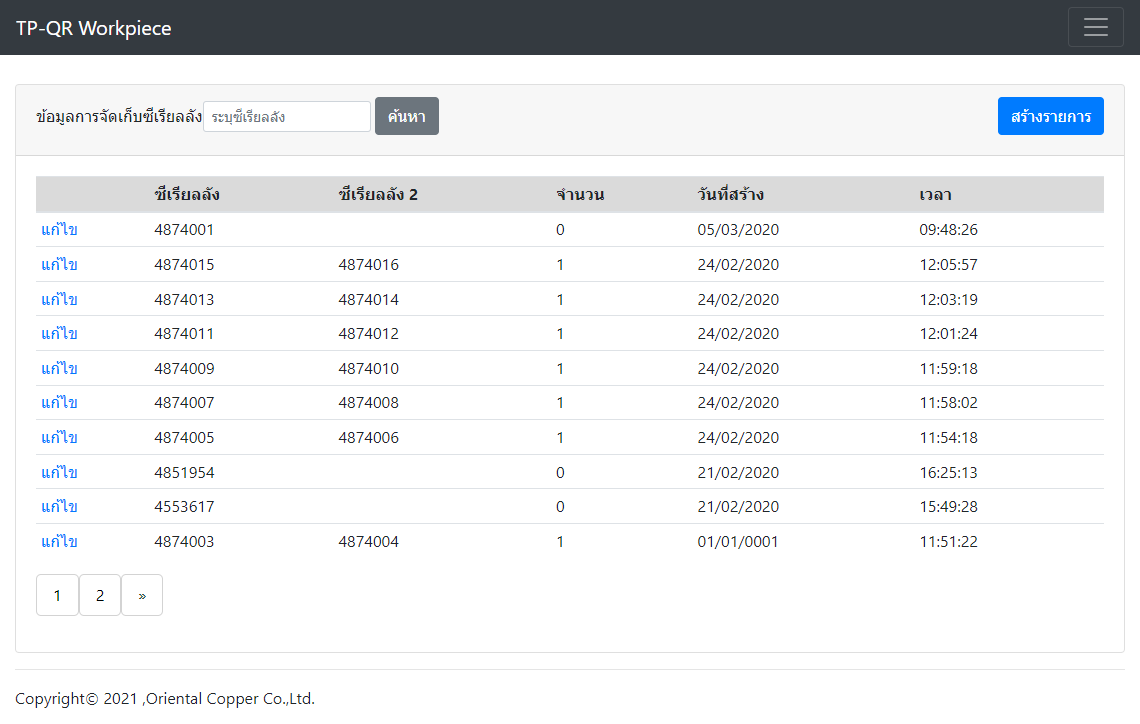 TP-QR Workpiece
ข้อมูลการจัดเก็บซีเรียลลัง ระบุซีเรียลลัง ค้นหา สร้างรายการ
ซีเรียลลัง ซีเรียลลัง 2 จำนวน วันที่สร้าง เวลา
แก้ไข 4874001 0 05/03/2020 09:48:26
แก้ไข 4874015 4874016 1 24/02/2020 12:05:57
แก้ไข 4874013 4874014 1 24/02/2020 12:03:19
แก้ไข 4874011 4874012 1 24/02/2020 12:01:24
แก้ไข 4874009 4874010 1 24/02/2020 11:59:18
แก้ไข 4874007 4874008 1 24/02/2020 11:58:02
แก้ไข 4874005 4874006 1 24/02/2020 11:54:18
แก้ไข 4851954 0 21/02/2020 16:25:13
แก้ไข 4553617 0 21/02/2020 15:49:28
แก้ไข 4874003 4874004 1 01/01/0001 11:51:22
1 2 »
Copyright© 2021 ,Oriental Copper Co.,Ltd.